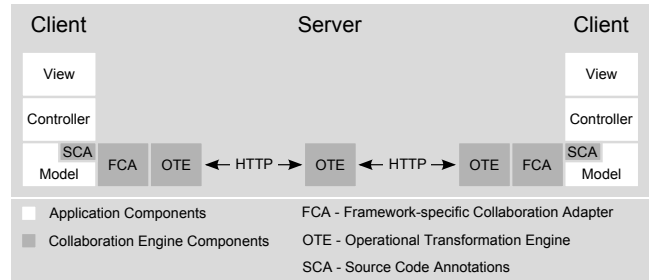 Client Server Client
View View
Controller Controller
SCA SCA
Model FCA OTE HTTP OTE HTTP OTE FCA Model
Application Components
Collaboration Engine Components
FCA - Framework-specific Collaboration Adapter
OTE - Operational Transformation Engine
SCA - Source Code Annotations